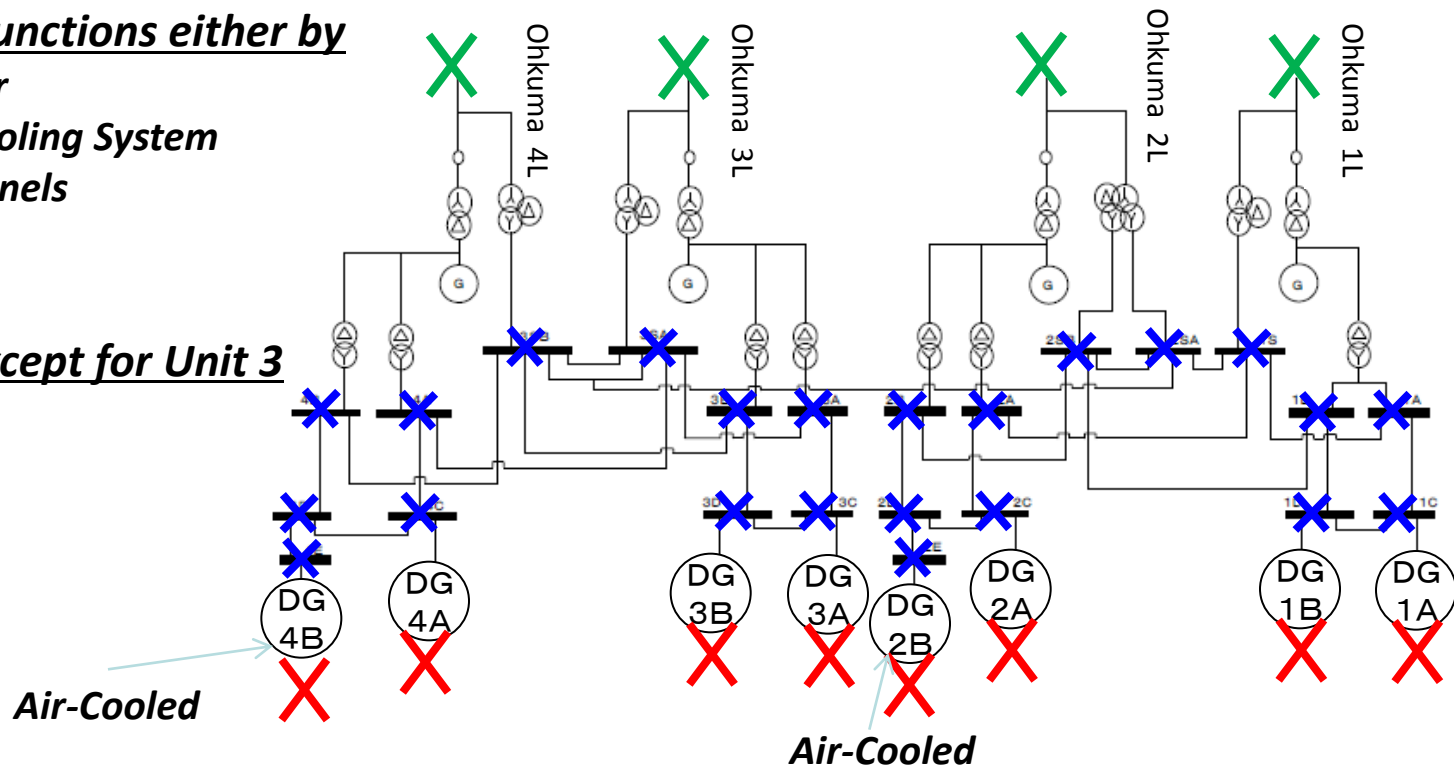 unctions either by
r
oling System
nels
cept for Unit 3
Ohkuma 4L
Ohkuma 3L
Ohkuma 2L
Ohkuma 1L
G
G
G
G
3D
3C
2C
1C
DG
4B
DG
4A
DG
3B
DG
3A
DG
2B
DG
2A
DG
1B
DG
1A
Air-Cooled
Air-Cooled